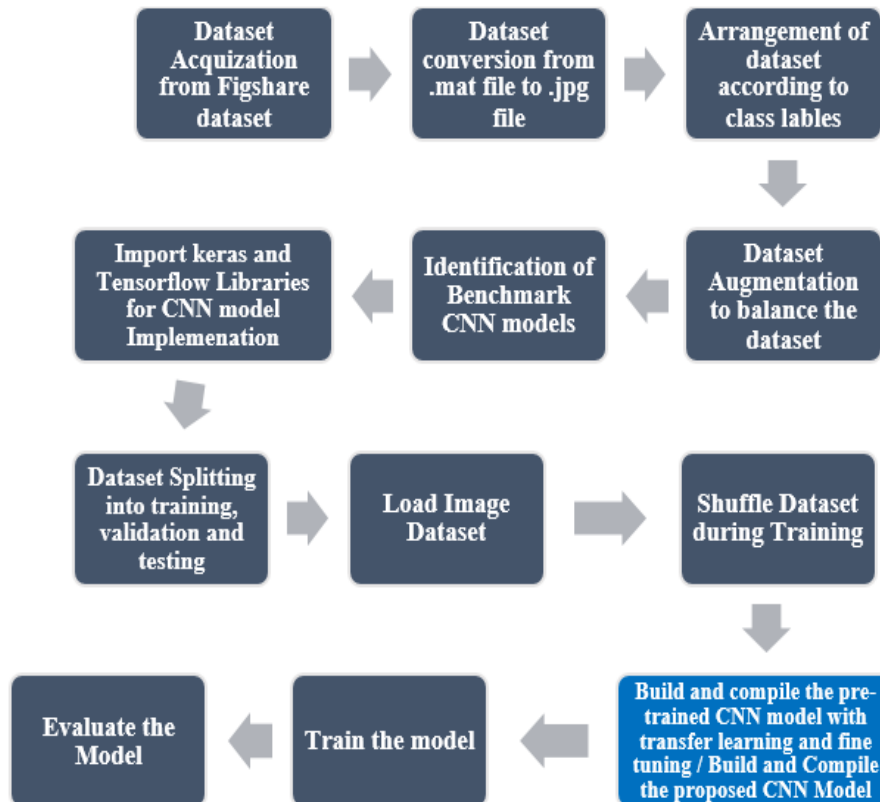 Dataset
Acquization
from Figshare
dataset
Dataset
conversion from
.mat file to .jpg
file
Arrangement of
dataset
according to
class lables
Dataset
Augmentation
to balance the
dataset
Identification of
Benchmark
CNN models
Import keras and
Tensorflow Libraries
for CNN model
Implemenation
Dataset Splitting
into training,
validation and
testing
Load Image
Dataset
Shuffle Dataset
during Training
Build and compile the pre-
trained CNN model with
transfer learning and fine
tuning / Build and Compile
the proposed CNN Model
Train the model
Evaluate the
Model